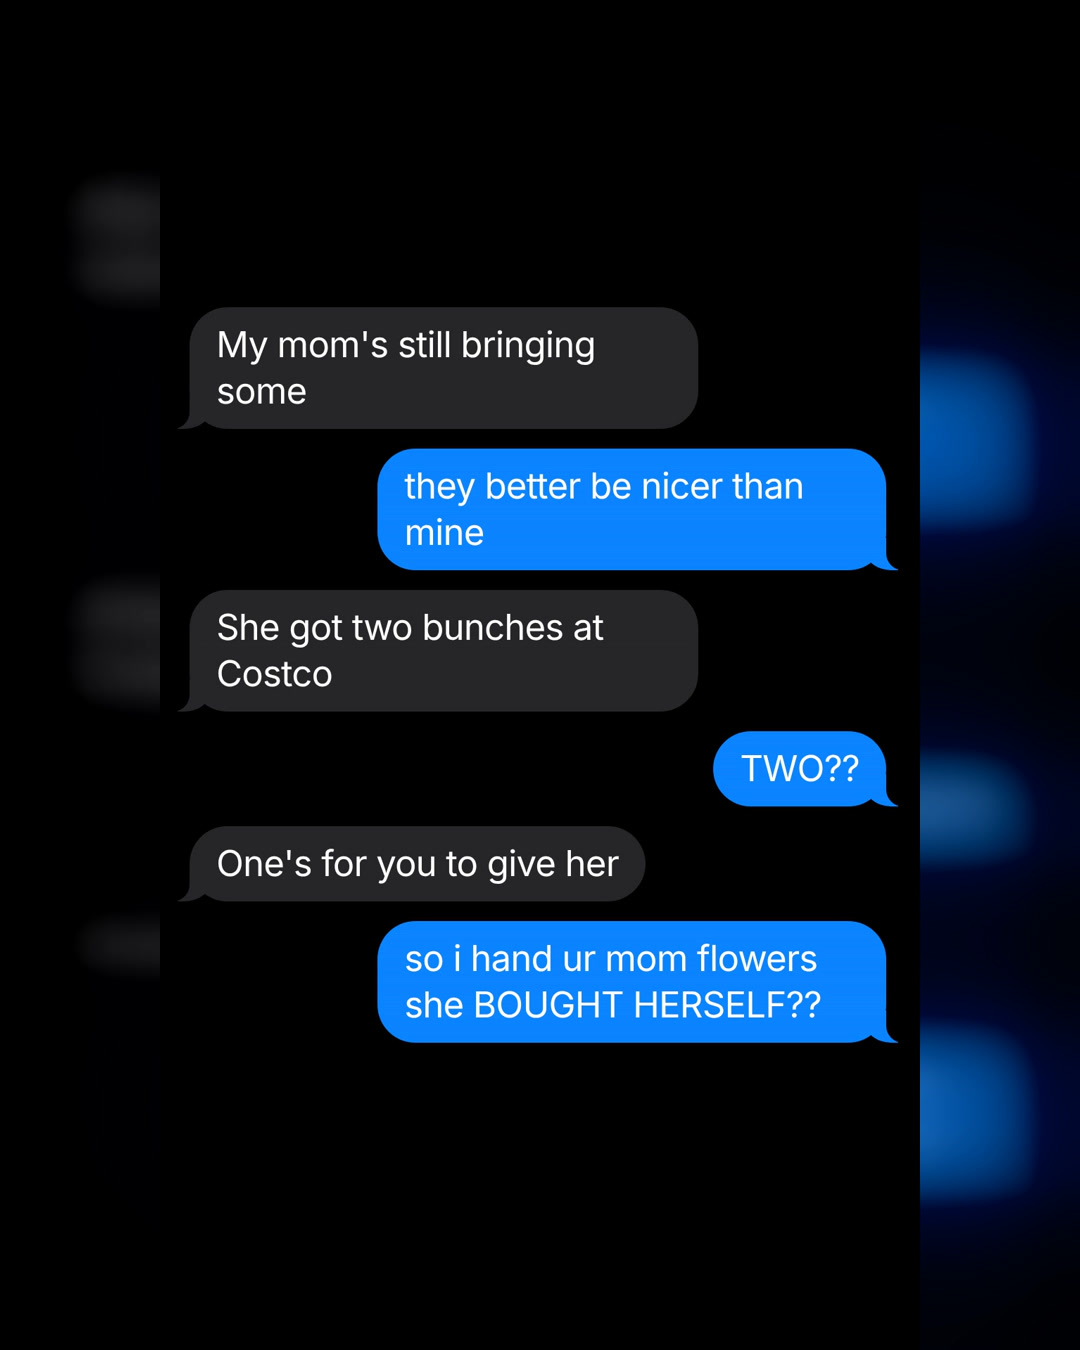 My mom's still bringing
some
they better be nicer than
mine
She got two bunches at
Costco
TWO??
One's for you to give her
so i hand ur mom flowers
she BOUGHT HERSELF??